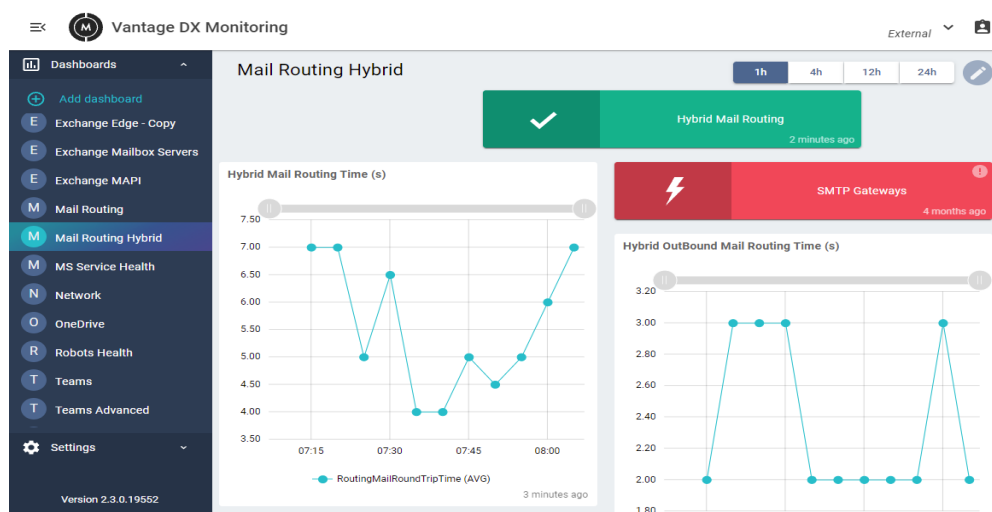 M
Vantage DX Monitoring
External
Dashboards
Add dashboard
E Exchange Edge - Copy
E Exchange Mailbox Servers
E Exchange MAPI
M Mail Routing
M Mail Routing Hybrid
M MS Service Health
N Network
O OneDrive
R Robots Health
T Teams
T Teams Advanced
Settings
Version 2.3.0.19552
Mail Routing Hybrid
1h 4h 12h 24h
Hybrid Mail Routing
2 minutes ago
Hybrid Mail Routing Time (s)
7.50
7.00
6.50
6.00
5.50
5.00
4.50
4.00
3.50
07:15 07:30 07:45 08:00
RoutingMailRoundTripTime (AVG)
3 minutes ago
SMTP Gateways
4 months ago
Hybrid OutBound Mail Routing Time (s)
3.20
3.00
2.80
2.60
2.40
2.20
2.00
1.80